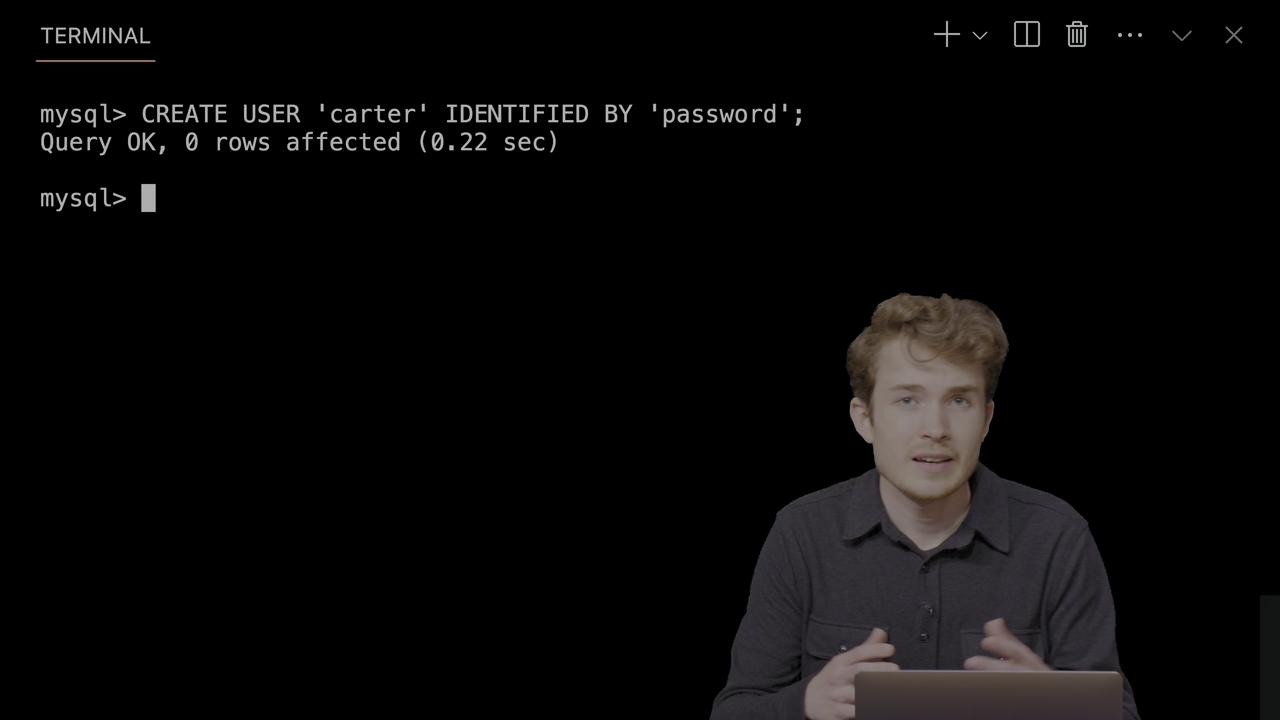 TERMINAL
mysql> CREATE USER 'carter' IDENTIFIED BY 'password';
Query OK, 0 rows affected (0.22 sec)
mysql>